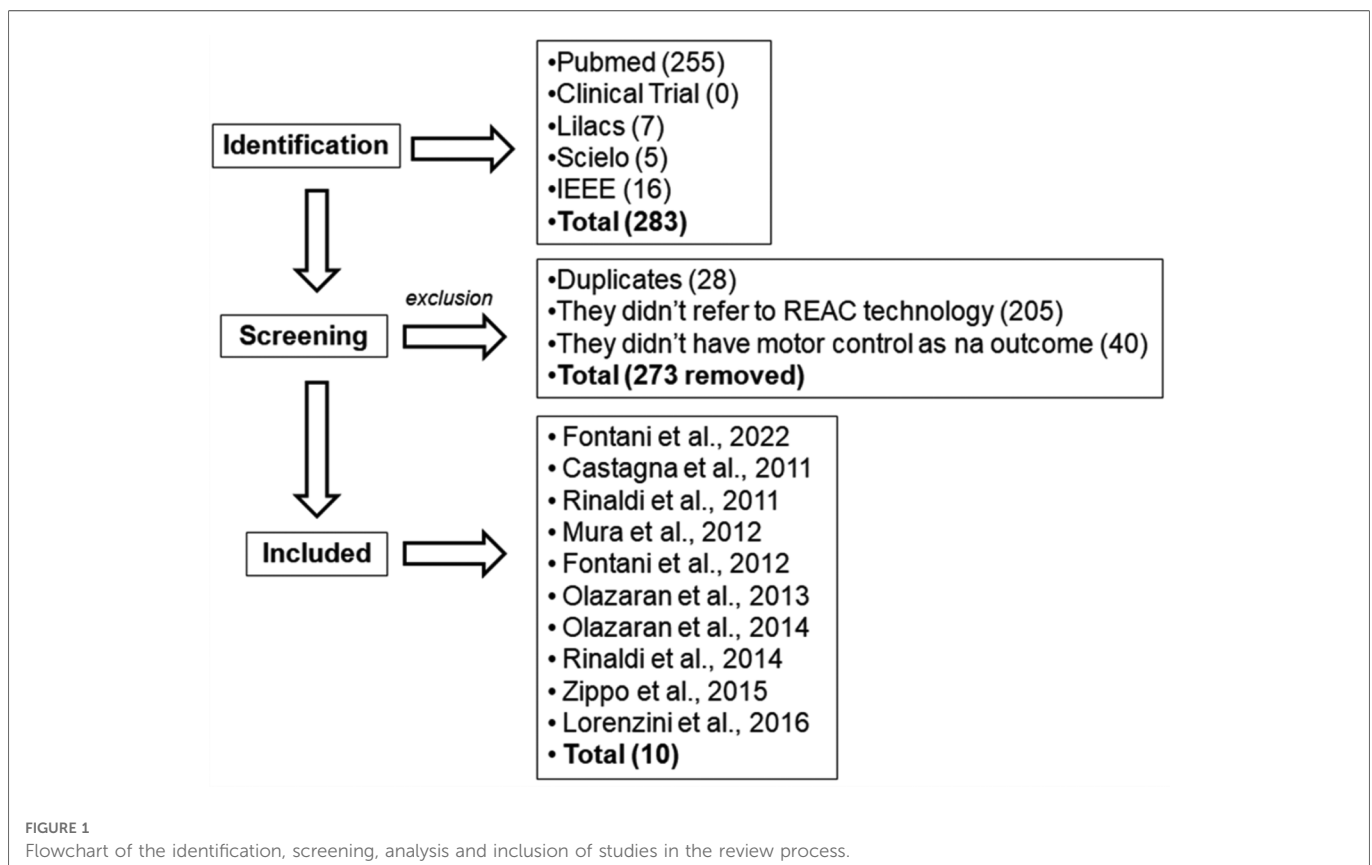 Identification
•Pubmed (255)
•Clinical Trial (0)
•Lilacs (7)
•Scielo (5)
•IEEE (16)
•Total (283)
Screening
exclusion
•Duplicates (28)
•They didn’t refer to REAC technology (205)
•They didn’t have motor control as na outcome (40)
•Total (273 removed)
Included
• Fontani et al., 2022
• Castagna et al., 2011
• Rinaldi et al., 2011
• Mura et al., 2012
• Fontani et al., 2012
• Olazaran et al., 2013
• Olazaran et al., 2014
• Rinaldi et al., 2014
• Zippo et al., 2015
• Lorenzini et al., 2016
• Total (10)
FIGURE 1
Flowchart of the identification, screening, analysis and inclusion of studies in the review process.